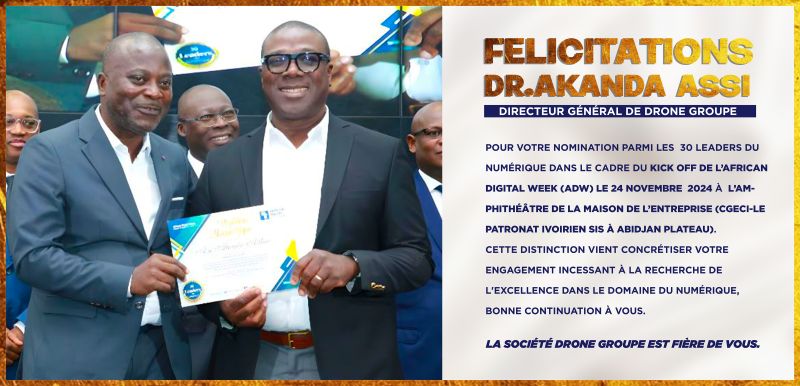 FELICITATIONS
DR.AKANDA ASSI
DIRECTEUR GÉNÉRAL DE DRONE GROUPE
POUR VOTRE NOMINATION PARMI LES 30 LEADERS DU
NUMÉRIQUE DANS LE CADRE DU KICK OFF DE L'AFRICAN
DIGITAL WEEK (ADW) LE 24 NOVEMBRE 2024 À L'AM-
PHITHÉÂTRE DE LA MAISON DE L'ENTREPRISE (CGECI-LE
PATRONAT IVOIRIEN SIS À ABIDJAN PLATEAU).
CETTE DISTINCTION VIENT CONCRÉTISER VOTRE
ENGAGEMENT INCESSANT À LA RECHERCHE DE
L'EXCELLENCE DANS LE DOMAINE DU NUMÉRIQUE,
BONNE CONTINUATION À VOUS.
LA SOCIÉTÉ DRONE GROUPE EST FIÈRE DE VOUS.
30
Leaders